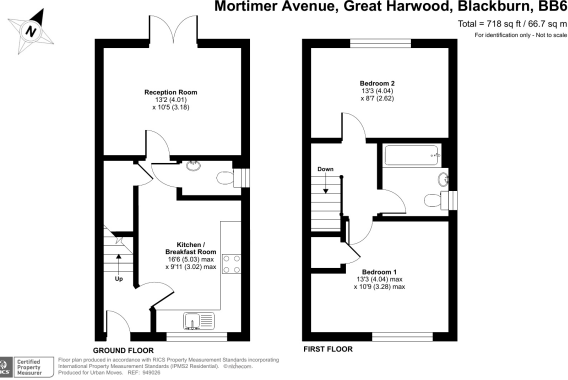 Mortimer Avenue, Great Harwood, Blackburn, BB6
Total = 718 sq ft / 66.7 sq m
For identification only - Not to scale
N
Reception Room
13'2 (4.01)
x 10'5 (3.18)
Kitchen /
Breakfast Room
16'6 (5.03) max
x 9'11 (3.02) max
Up
GROUND FLOOR
Bedroom 2
13'3 (4.04)
x 8'7 (2.62)
Down
Bedroom 1
13'3 (4.04) max
x 10'9 (3.28) max
FIRST FLOOR
RICS
Certified
Property
Measurer
Floor plan produced in accordance with RICS Property Measurement Standards incorporating
International Property Measurement Standards (IPMS2 Residential). © nichecom.
Produced for Urban Moves. REF: 949026